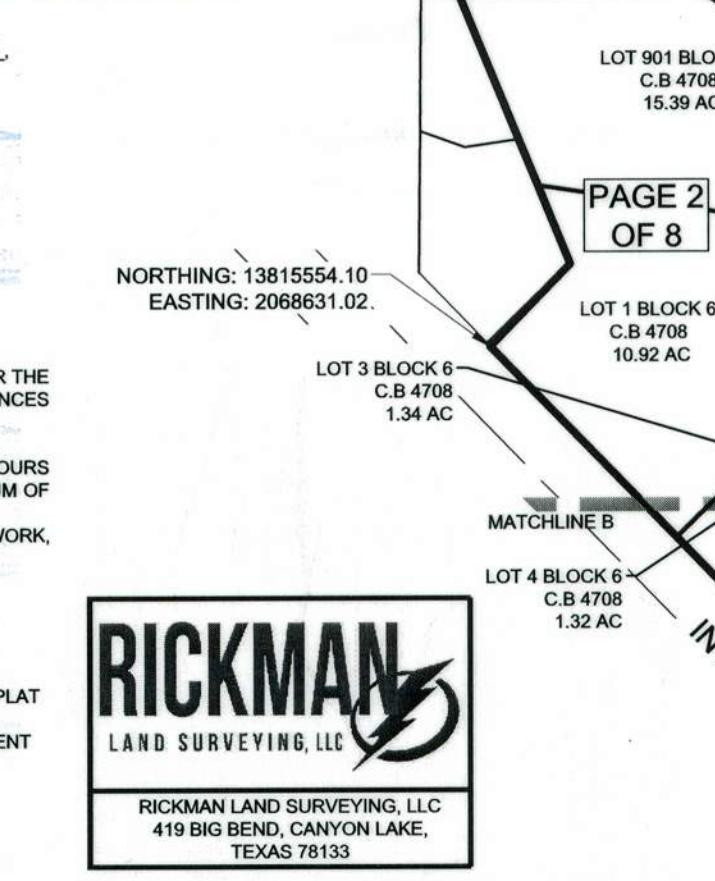 LOT 901 BLO
C.B 4708
15.39 AC
PAGE 2
OF 8
NORTHING: 13815554.10
EASTING: 2068631.02
LOT 1 BLOCK 6
C.B 4708
10.92 AC
R THE
NCES
LOT 3 BLOCK 6
C.B 4708
1.34 AC
OURS
UM OF
WORK,
MATCHLINE B
LOT 4 BLOCK 6
C.B 4708
1.32 AC
IN
PLAT
ENT
RICKMAN
LAND SURVEYING, LLC
RICKMAN LAND SURVEYING, LLC
419 BIG BEND, CANYON LAKE,
TEXAS 78133